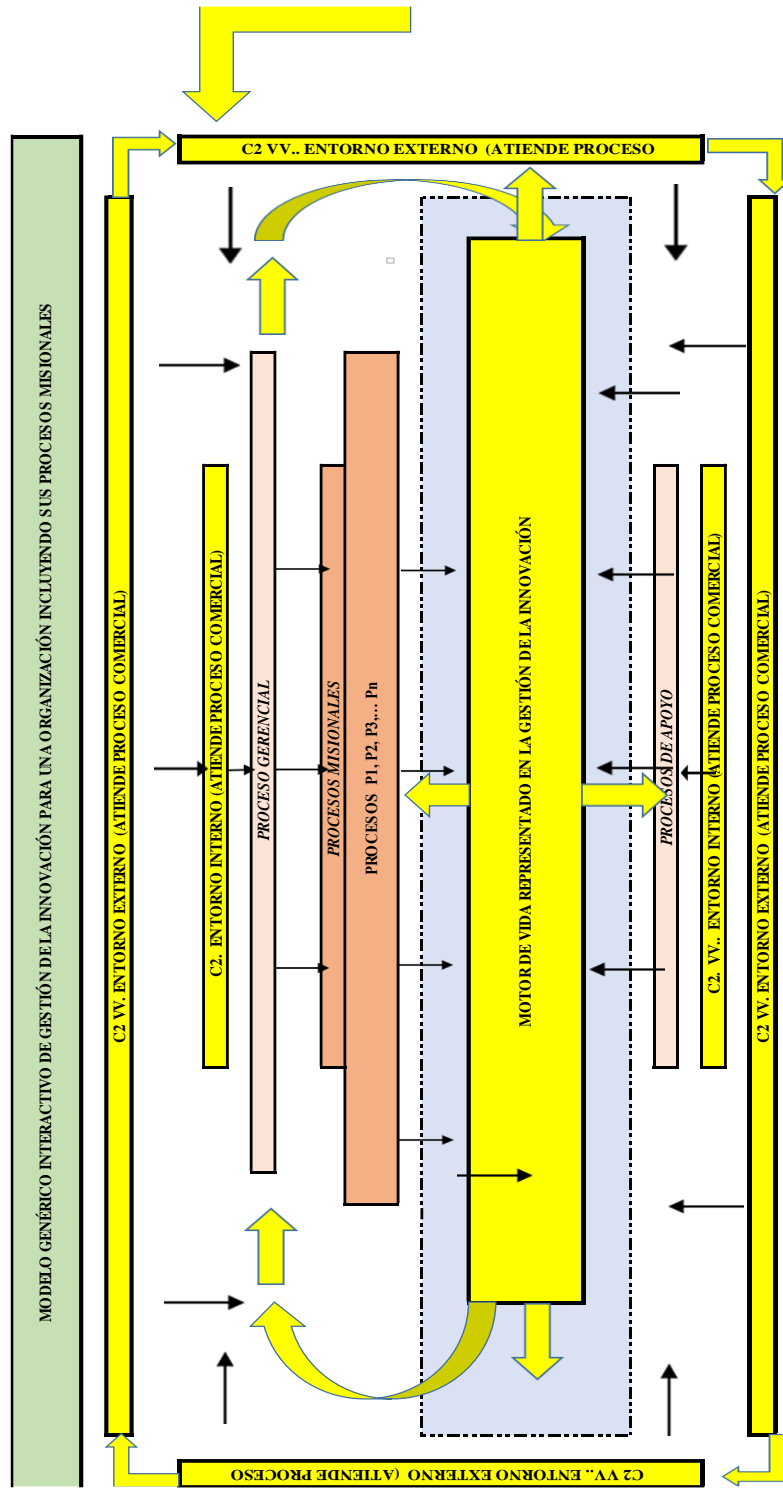 MODELO GENÉRICO INTERACTIVO DE GESTIÓN DE LA INNOVACIÓN PARA UNA ORGANIZACIÓN INCLUYENDO SUS PROCESOS MISIONALES
C2 VV.. ENTORNO EXTERNO (ATIENDE PROCESO
C2 VV. ENTORNO EXTERNO (ATIENDE PROCESO COMERCIAL)
C2. ENTORNO INTERNO (ATIENDE PROCESO COMERCIAL)
PROCESO GERENCIAL
PROCESOS MISIONALES
PROCESOS P1, P2, P3,... Pn
MOTOR DE VIDA REPRESENTADO EN LA GESTIÓN DE LA INNOVACIÓN
PROCESOS DE APOYO
C2. VV.. ENTORNO INTERNO (ATIENDE PROCESO COMERCIAL)
C2 VV. ENTORNO EXTERNO (ATIENDE PROCESO COMERCIAL)
C2 VV.. ENTORNO EXTERNO (ATIENDE PROCESO